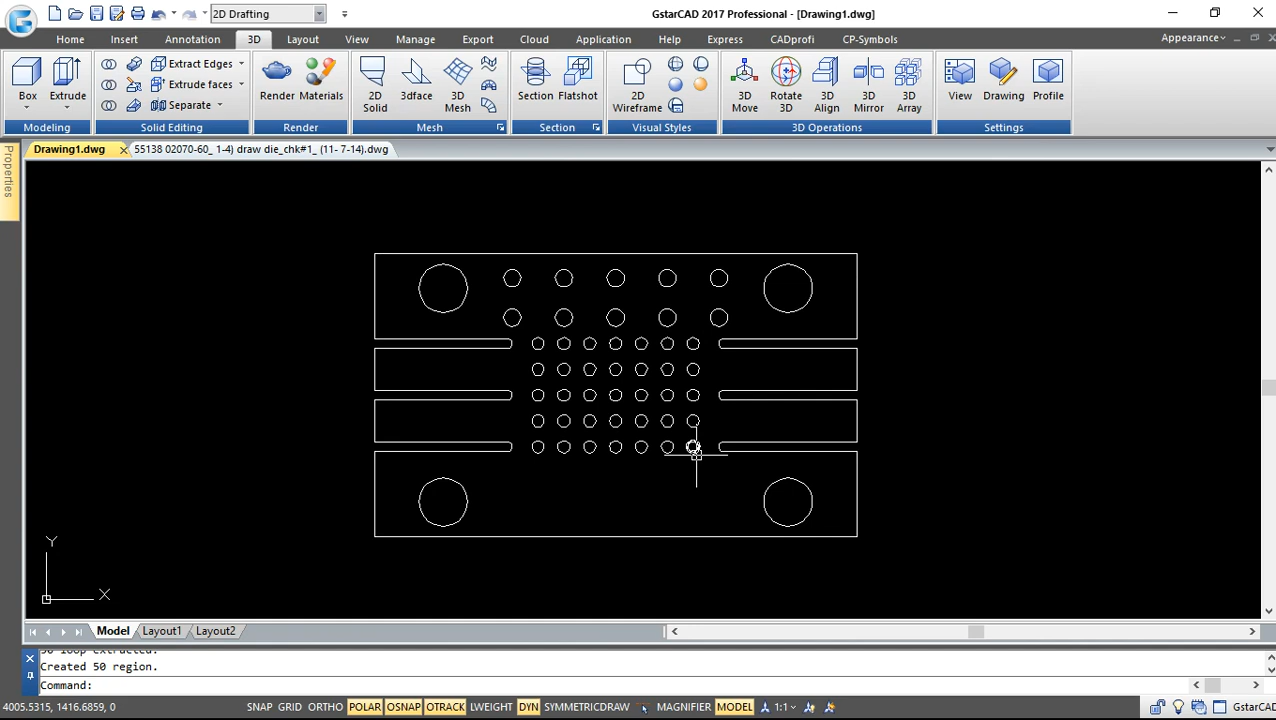 2D Drafting
GstarCAD 2017 Professional - [Drawing1.dwg]
Home Insert Annotation 3D Layout View Manage Export Cloud Application Help Express CADprofi CP-Symbols Appearance
Box Extrude Extract Edges Extrude faces Separate Render Materials 2D Solid 3dface 3D Mesh Section Flatshot 2D Wireframe 3D Move Rotate 3D 3D Align 3D Mirror 3D Array View Drawing Profile
Modeling Solid Editing Render Mesh Section Visual Styles 3D Operations Settings
Properties
Drawing1.dwg 55138 02070-60_ 1-4) draw die_chk#1_ (11- 7-14).dwg
Y
X
Model Layout1 Layout2
Created 50 region.
Command:
4005.5315, 1416.6859, 0 SNAP GRID ORTHO POLAR OSNAP OTRACK LWEIGHT DYN SYMMETRICDRAW MAGNIFIER MODEL 1:1 GstarCAD